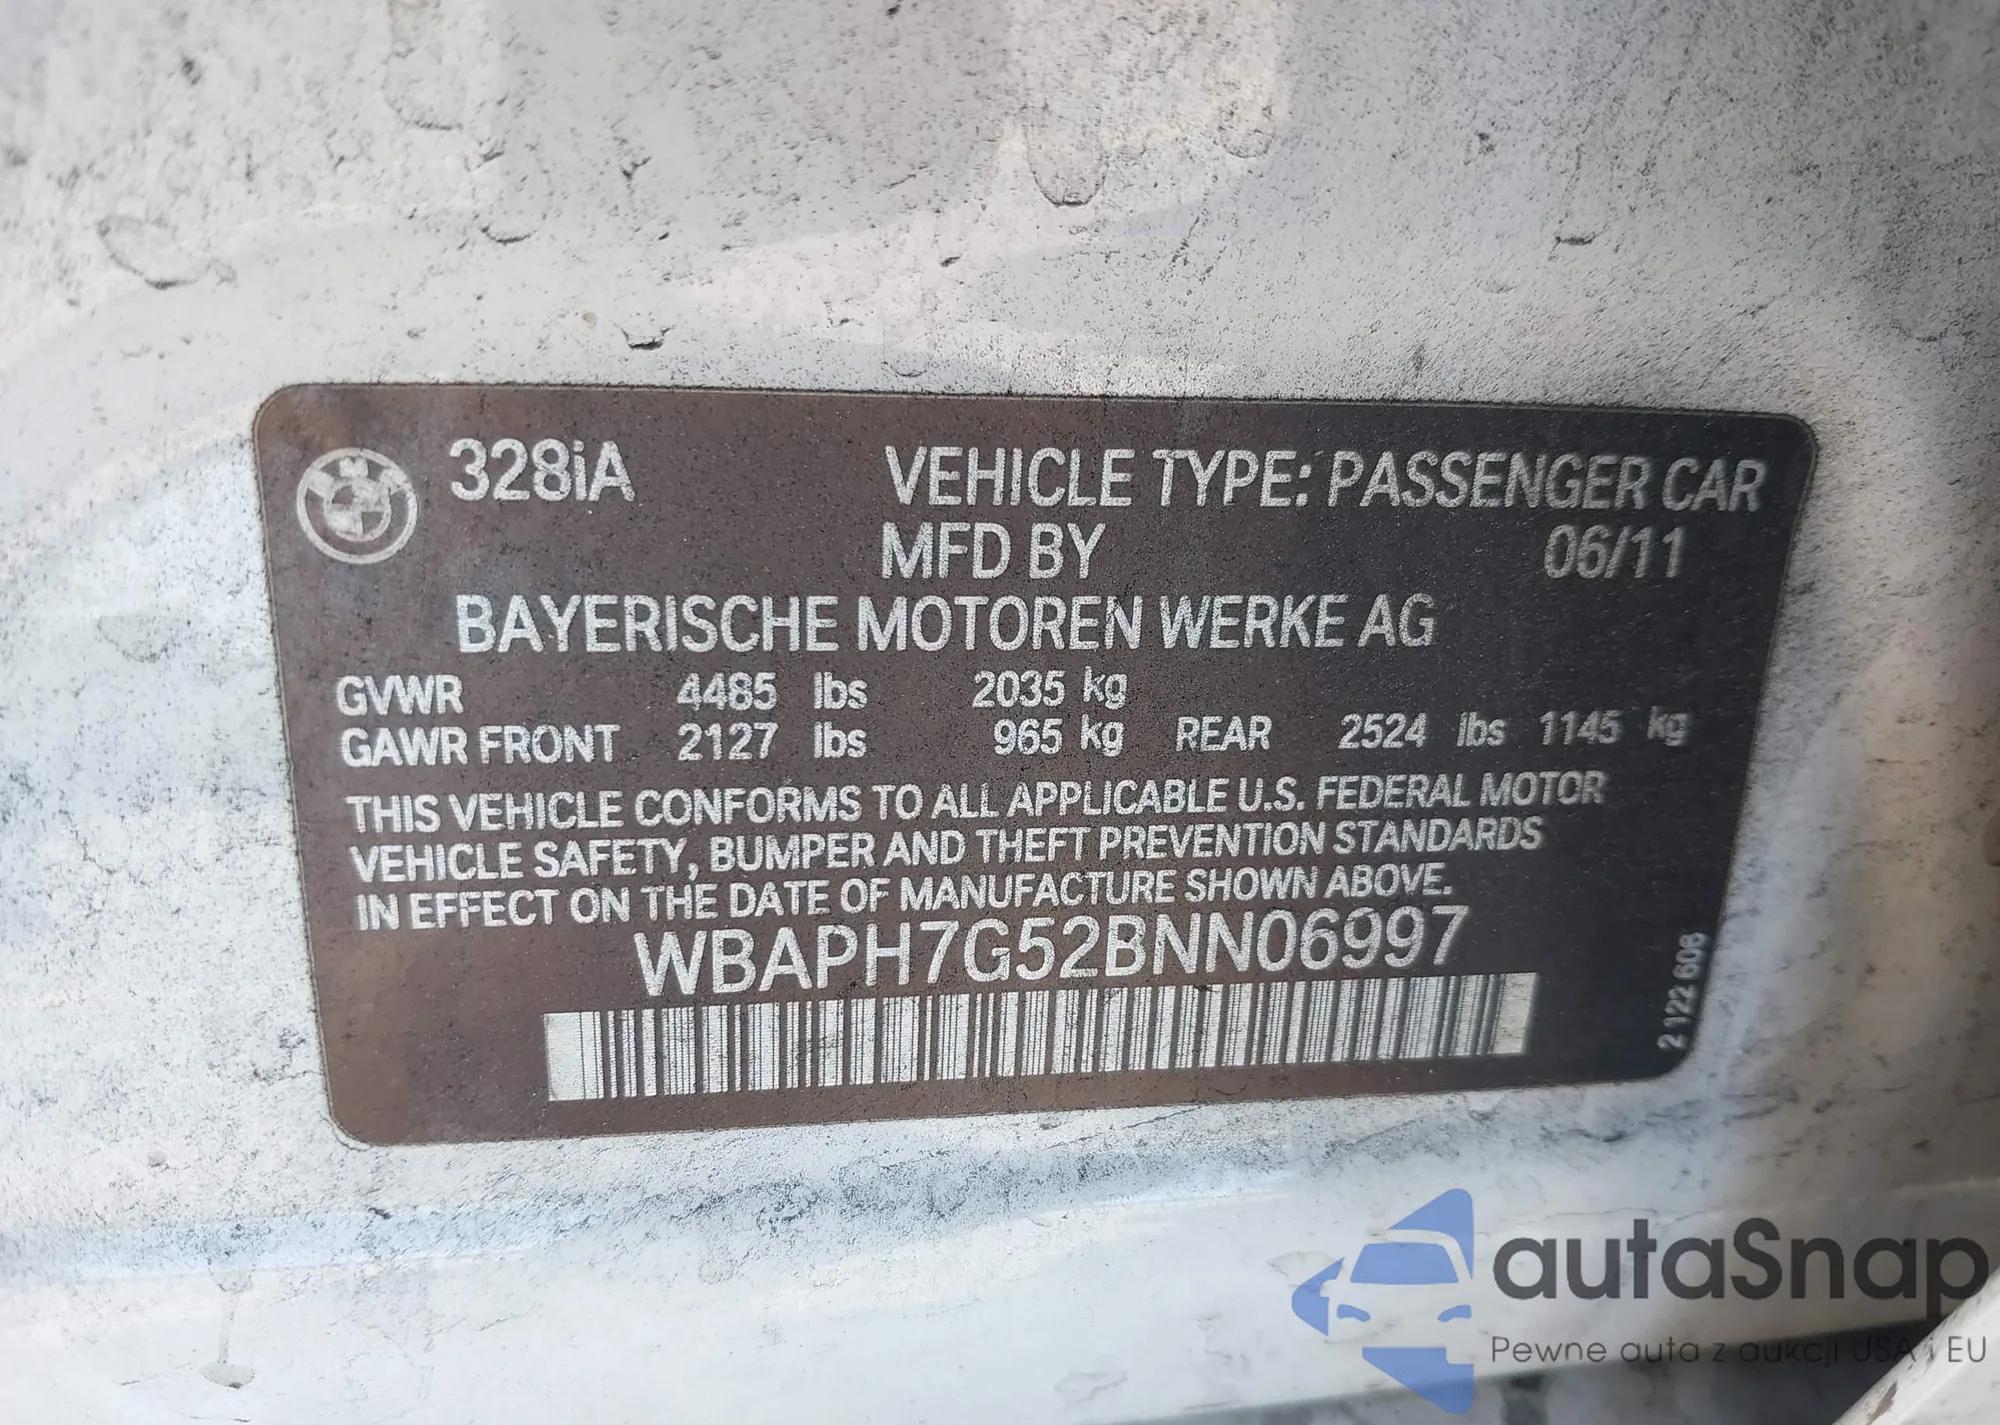 328iA VEHICLE TYPE: PASSENGER CAR
MFD BY 06/11
BAYERISCHE MOTOREN WERKE AG
GVWR 4485 lbs 2035 kg
GAWR FRONT 2127 lbs 965 kg REAR 2524 lbs 1145 kg
THIS VEHICLE CONFORMS TO ALL APPLICABLE U.S. FEDERAL MOTOR
VEHICLE SAFETY, BUMPER AND THEFT PREVENTION STANDARDS
IN EFFECT ON THE DATE OF MANUFACTURE SHOWN ABOVE.
WBAPH7G52BNN06997
2 122 606
autaSnap
Pewne auta z aukcji USA i EU